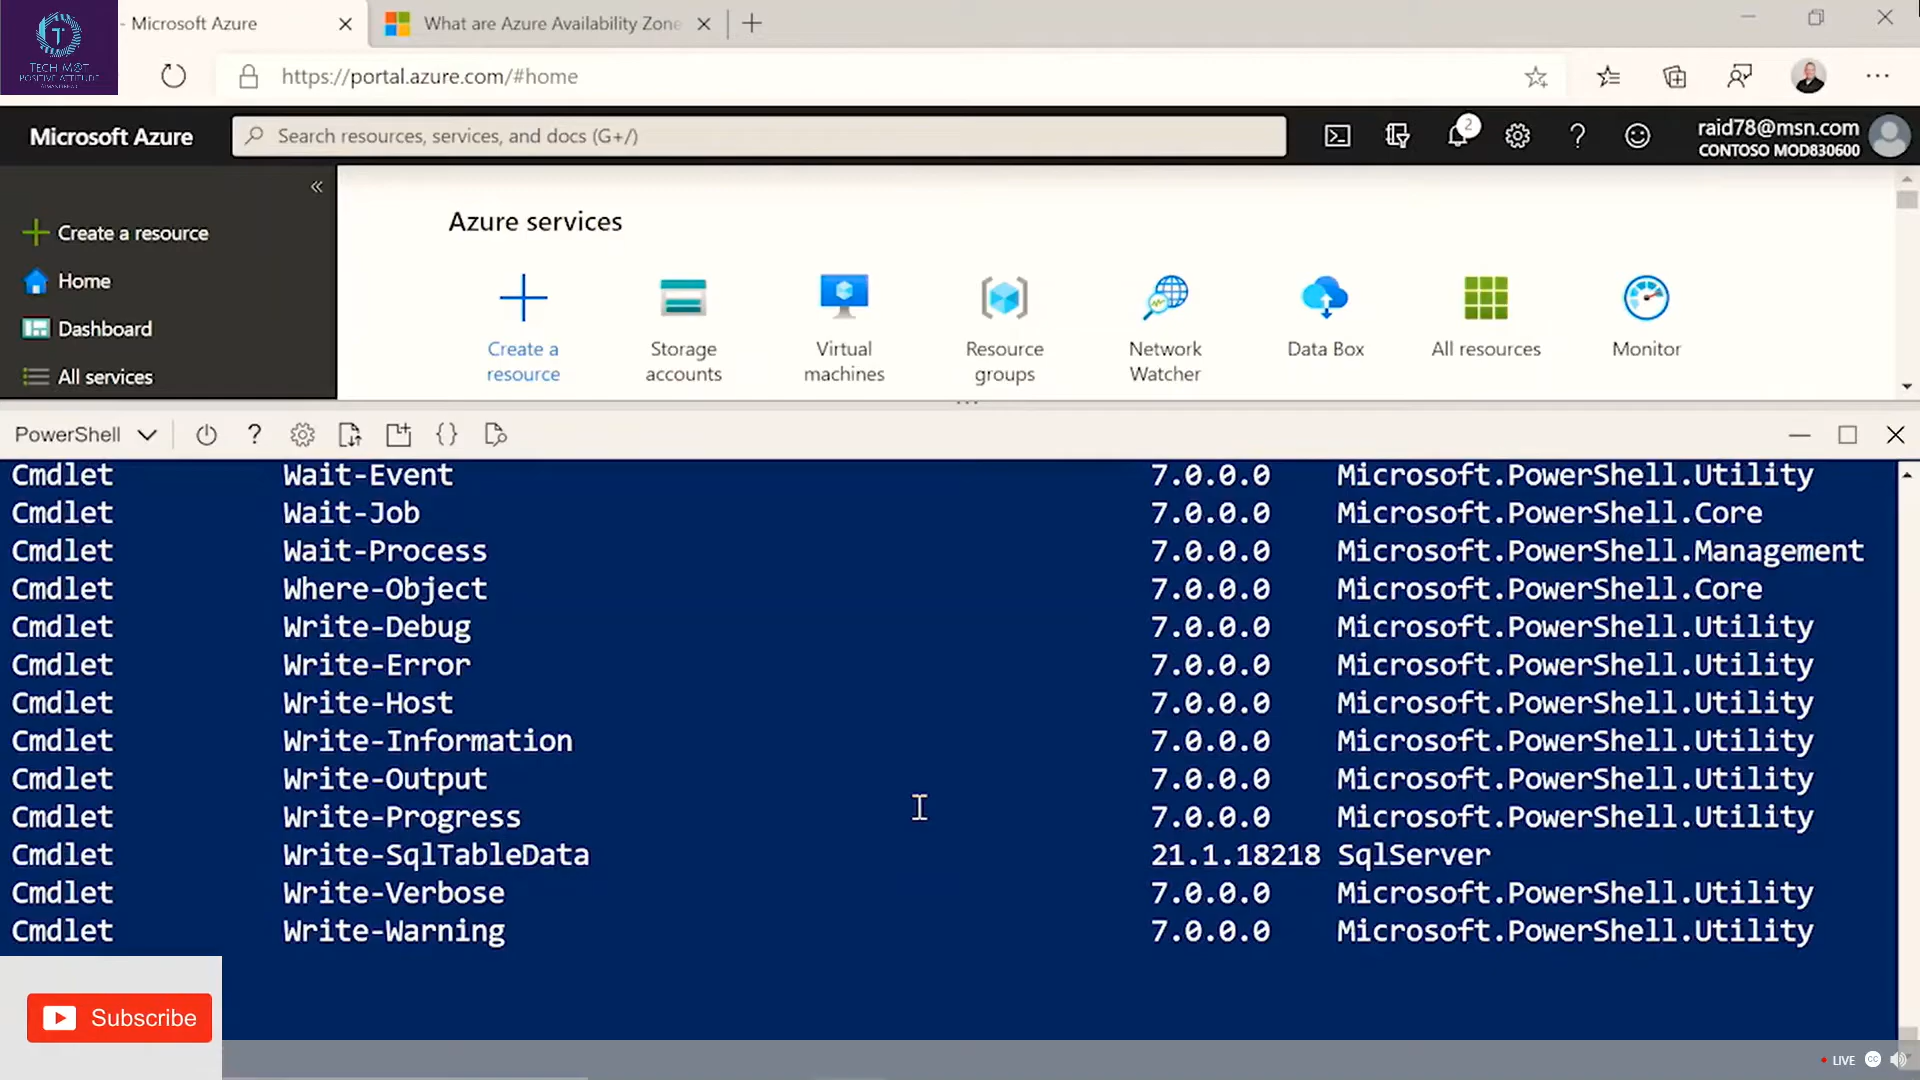 - Microsoft Azure
What are Azure Availability Zone
TECH M@T
POSITIVE ATTITUDE
https://portal.azure.com/#home
Microsoft Azure
Search resources, services, and docs (G+/)
2
raid78@msn.com
CONTOSO MOD830600
Create a resource
Home
Dashboard
All services
Azure services
Create a resource
Storage accounts
Virtual machines
Resource groups
Network Watcher
Data Box
All resources
Monitor
PowerShell
Cmdlet Wait-Event 7.0.0.0 Microsoft.PowerShell.Utility
Cmdlet Wait-Job 7.0.0.0 Microsoft.PowerShell.Core
Cmdlet Wait-Process 7.0.0.0 Microsoft.PowerShell.Management
Cmdlet Where-Object 7.0.0.0 Microsoft.PowerShell.Core
Cmdlet Write-Debug 7.0.0.0 Microsoft.PowerShell.Utility
Cmdlet Write-Error 7.0.0.0 Microsoft.PowerShell.Utility
Cmdlet Write-Host 7.0.0.0 Microsoft.PowerShell.Utility
Cmdlet Write-Information 7.0.0.0 Microsoft.PowerShell.Utility
Cmdlet Write-Output 7.0.0.0 Microsoft.PowerShell.Utility
Cmdlet Write-Progress 7.0.0.0 Microsoft.PowerShell.Utility
Cmdlet Write-SqlTableData 21.1.18218 SqlServer
Cmdlet Write-Verbose 7.0.0.0 Microsoft.PowerShell.Utility
Cmdlet Write-Warning 7.0.0.0 Microsoft.PowerShell.Utility
Subscribe
LIVE
CC